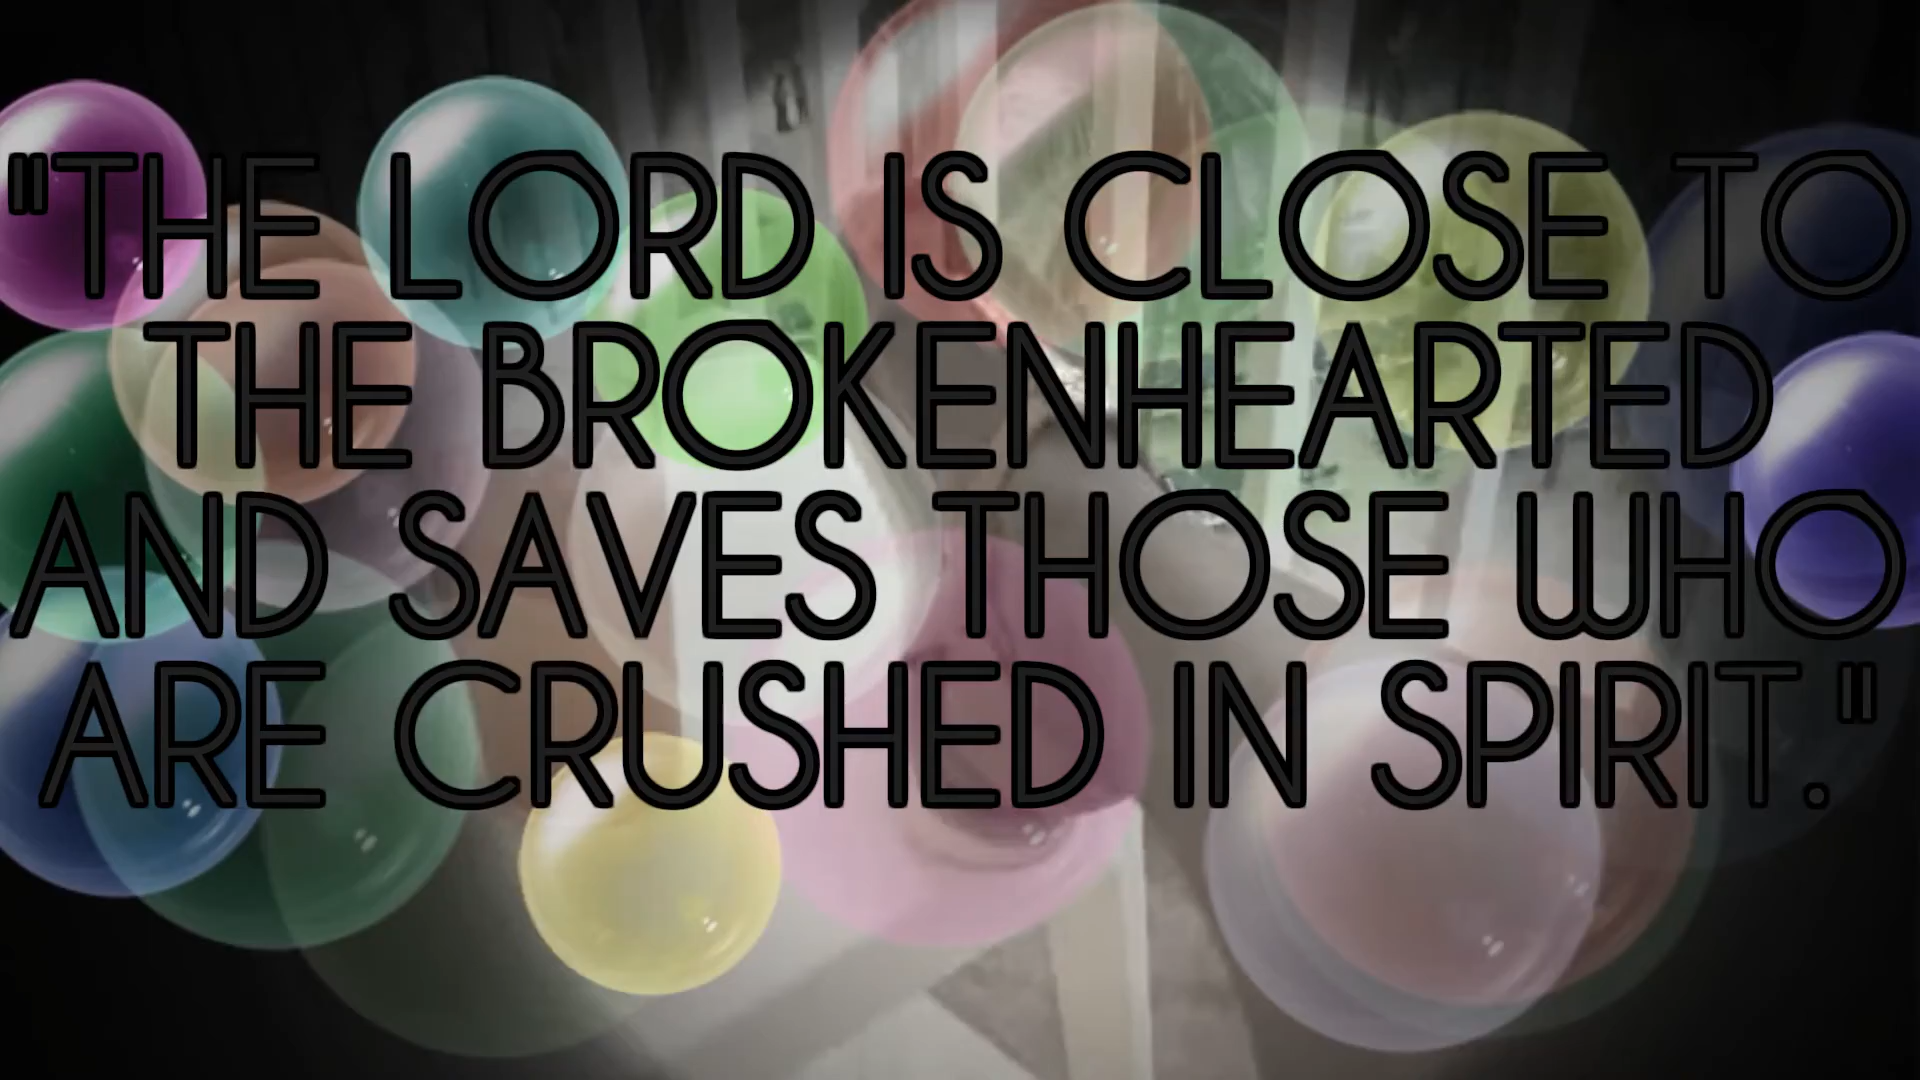 "THE LORD IS CLOSE TO
THE BROKENHEARTED
AND SAVES THOSE WHO
ARE CRUSHED IN SPIRIT."